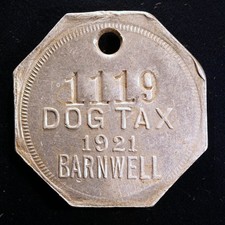 1119
DOG TAX
1921
BARNWELL